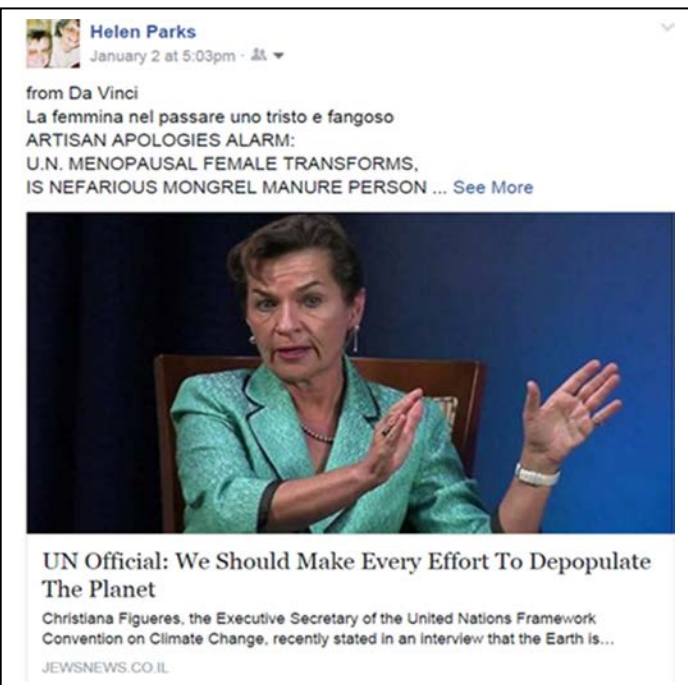 Helen Parks
January 2 at 5:03pm ·
from Da Vinci
La femmina nel passare uno tristo e fangoso
ARTISAN APOLOGIES ALARM:
U.N. MENOPAUSAL FEMALE TRANSFORMS,
IS NEFARIOUS MONGREL MANURE PERSON ... See More
UN Official: We Should Make Every Effort To Depopulate
The Planet
Christiana Figueres, the Executive Secretary of the United Nations Framework
Convention on Climate Change, recently stated in an interview that the Earth is...
JEWSNEWS.CO.IL